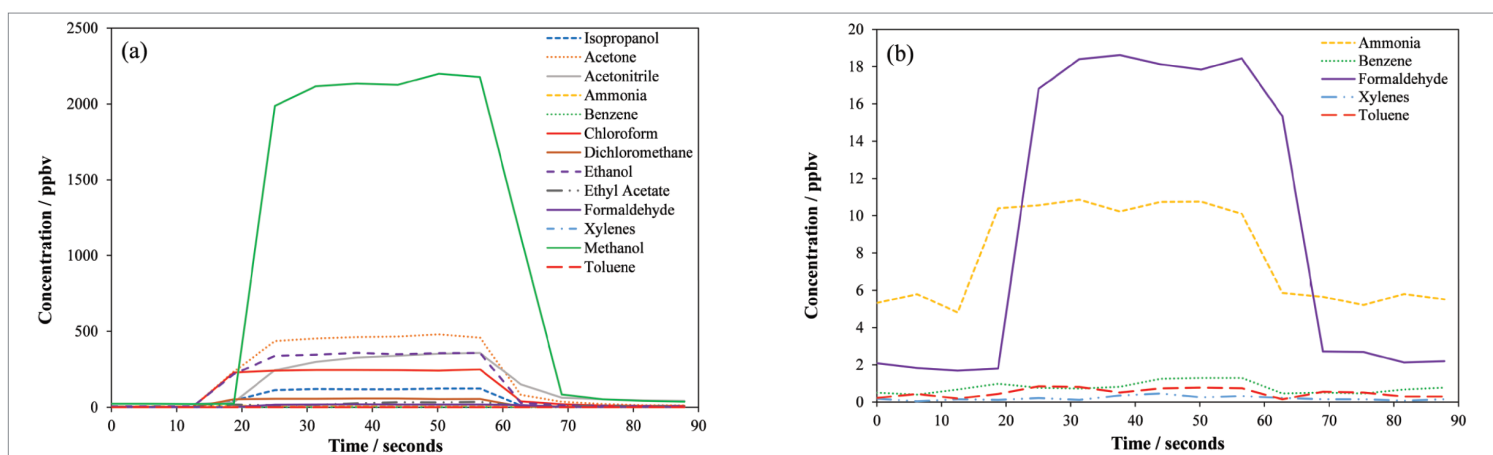 (a)
Concentration / ppbv
2500
2000
1500
1000
500
0
0 10 20 30 40 50 60 70 80 90
Time / seconds
Isopropanol
Acetone
Acetonitrile
Ammonia
Benzene
Chloroform
Dichloromethane
Ethanol
Ethyl Acetate
Formaldehyde
Xylenes
Methanol
Toluene
(b)
Concentration / ppbv
20
18
16
14
12
10
8
6
4
2
0
0 10 20 30 40 50 60 70 80 90
Time / seconds
Ammonia
Benzene
Formaldehyde
Xylenes
Toluene